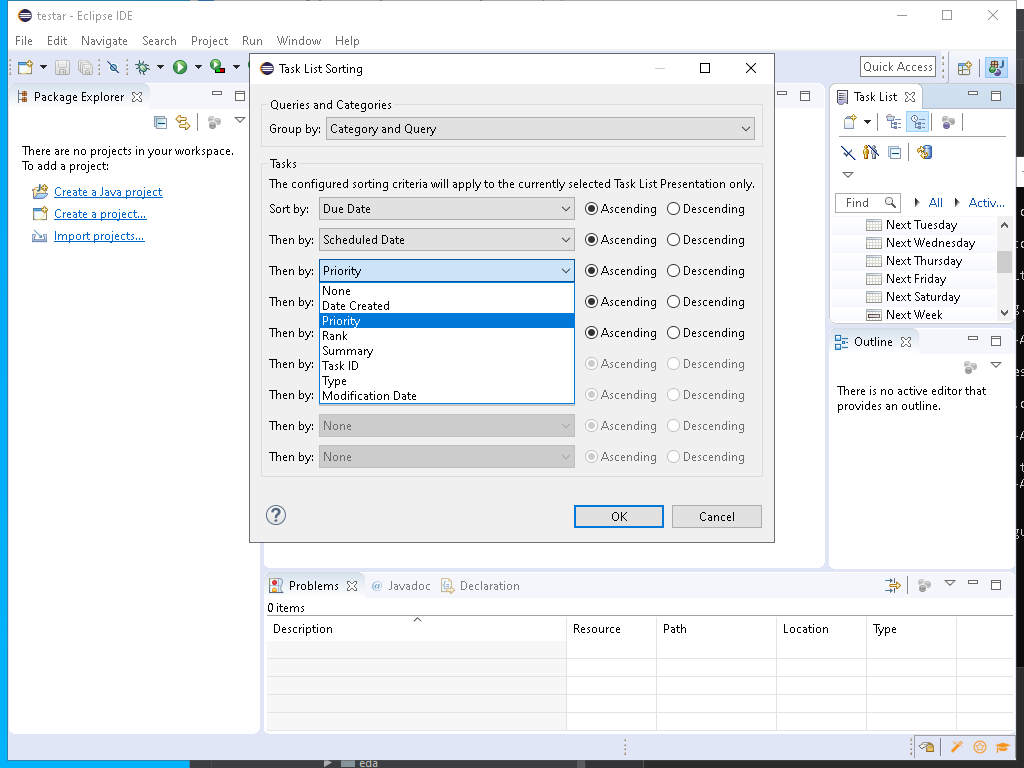 testar - Eclipse IDE
File Edit Navigate Search Project Run Window Help
Quick Access
Package Explorer
There are no projects in your workspace.
To add a project:
Create a Java project
Create a project...
Import projects...
Task List Sorting
Queries and Categories
Group by: Category and Query
Tasks
The configured sorting criteria will apply to the currently selected Task List Presentation only.
Sort by: Due Date Ascending Descending
Then by: Scheduled Date Ascending Descending
Then by: Priority Ascending Descending
None
Then by: Date Created Ascending Descending
Priority
Then by: Rank Ascending Descending
Summary
Then by: Task ID Ascending Descending
Type
Then by: Modification Date Ascending Descending
Then by: None Ascending Descending
Then by: None Ascending Descending
? OK Cancel
Task List
Find All Activ...
Next Tuesday
Next Wednesday
Next Thursday
Next Friday
Next Saturday
Next Week
Outline
There is no active editor that
provides an outline.
Problems @ Javadoc Declaration
0 items
Description Resource Path Location Type
eda